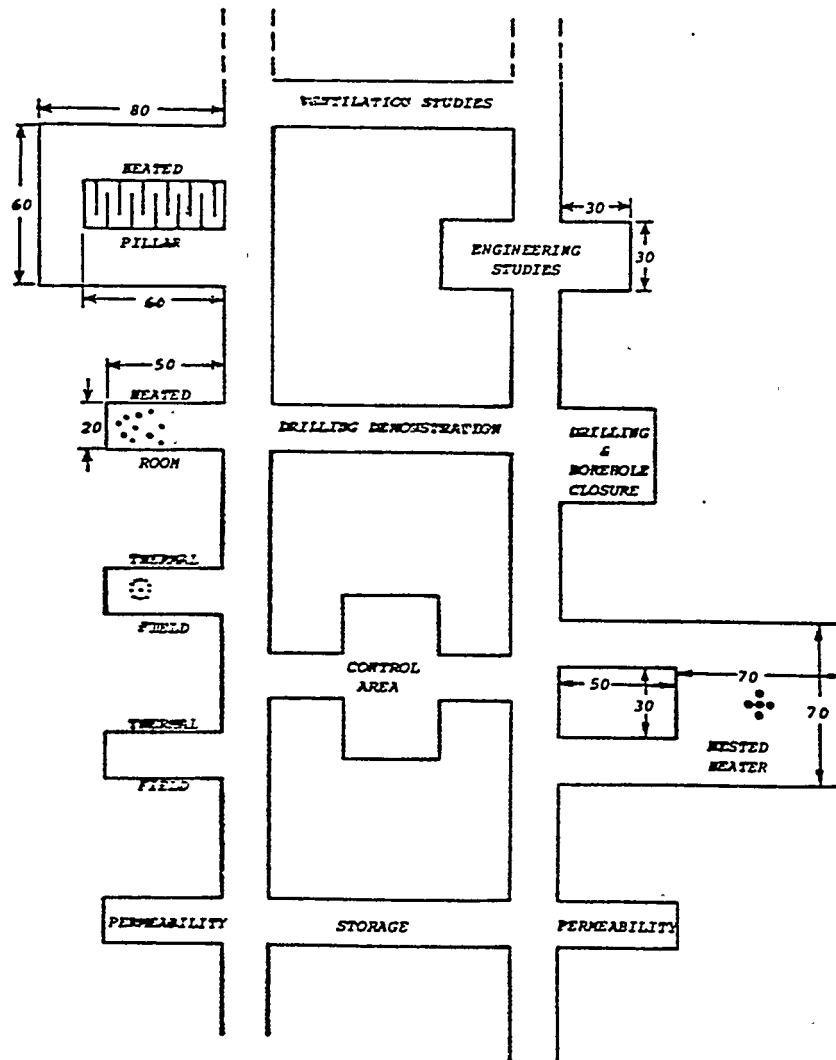 80
VENTILATION STUDIES
HEATED
60
PILLAR
60
30
30
ENGINEERING
STUDIES
50
HEATED
20
ROOM
DRILLING DEMONSTRATION
DRILLING
&
BOREHOLE
CLOSURE
THERMAL
FIELD
CONTROL
AREA
50
30
70
70
NESTED
HEATER
THERMAL
FIELD
PERMEABILITY
STORAGE
PERMEABILITY